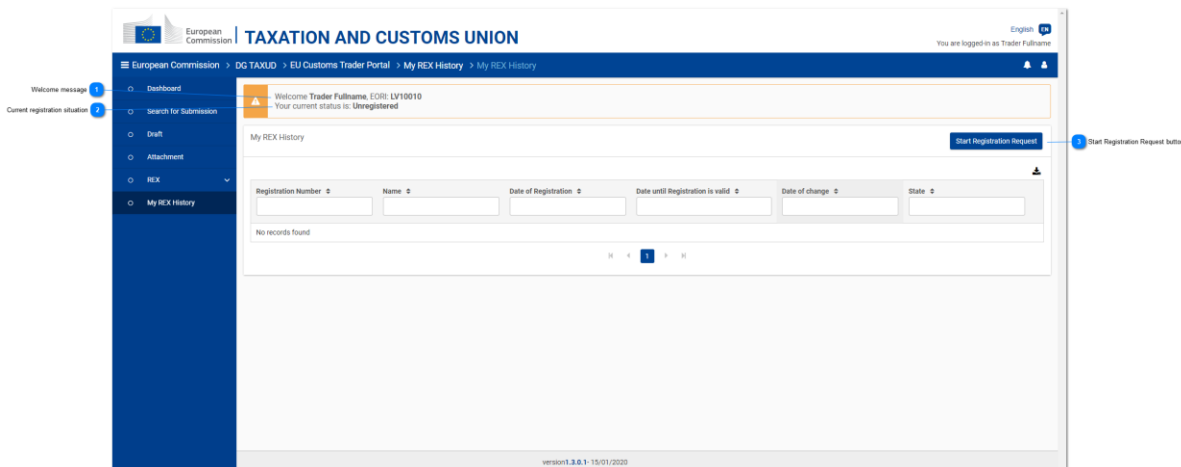 European
Commission
TAXATION AND CUSTOMS UNION
English EN
You are logged-in as Trader Fullname
European Commission > DG TAXUD > EU Customs Trader Portal > My REX History > My REX History
Welcome message 1
Current registration situation 2
Dashboard
Search for Submission
Draft
Attachment
REX
My REX History
Welcome Trader Fullname, EORI: LV10010
Your current status is: Unregistered
My REX History
Start Registration Request
3 Start Registration Request butto
Registration Number
Name
Date of Registration
Date until Registration is valid
Date of change
State
No records found
1
version1.3.0.1- 15/01/2020